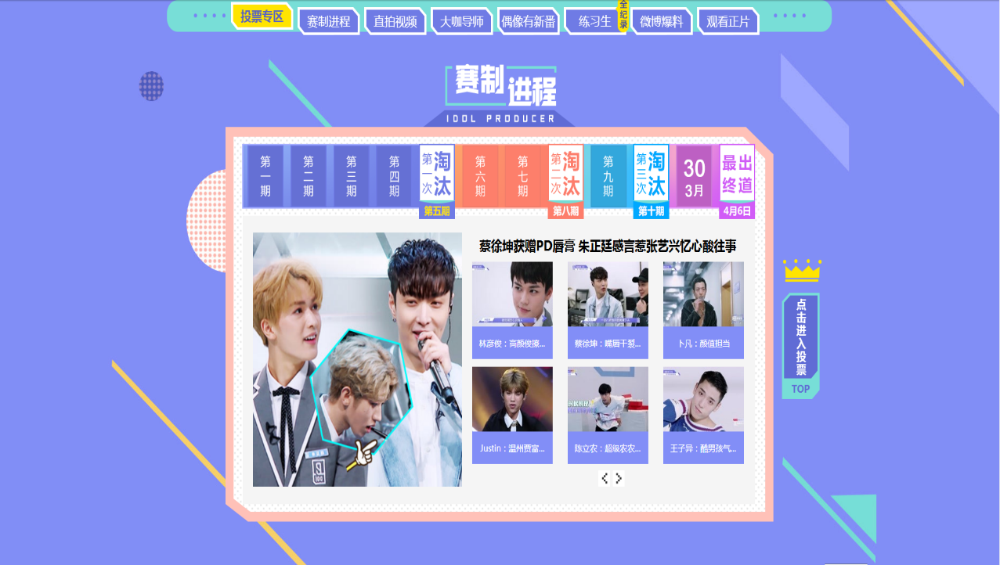 投票专区
赛制进程
直拍视频
大咖导师
偶像有新番
练习生
全纪录
微博爆料
观看正片
赛制进程
IDOL PRODUCER
第一期
第二期
第三期
第四期
第一次
淘汰
第五期
第六期
第七期
第二次
淘汰
第八期
第九期
第三次
淘汰
第十期
30
3月
最终
出道
4月6日
蔡徐坤获赠PD唇膏 朱正廷感言惹张艺兴忆心酸往事
林彦俊：高颜俊撩...
蔡徐坤：嘴唇干裂...
卜凡：颜值担当
Justin：温州贾富...
陈立农：超级农农...
王子异：酷男孩气...
点击进入投票
TOP